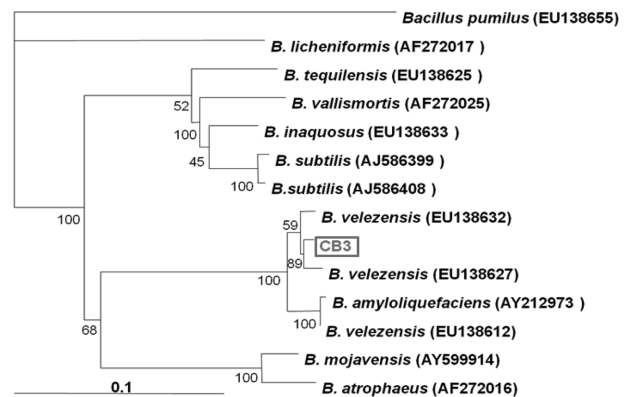 Bacillus pumilus (EU138655)
B. licheniformis (AF272017 )
B. tequilensis (EU138625 )
52
B. vallismortis (AF272025)
100
B. inaquosus (EU138633 )
45
B. subtilis (AJ586399 )
100
B.subtilis (AJ586408 )
100
B. velezensis (EU138632)
59
CB3
89
B. velezensis (EU138627)
100
B. amyloliquefaciens (AY212973 )
100
B. velezensis (EU138612)
68
B. mojavensis (AY599914)
100
B. atrophaeus (AF272016)
0.1